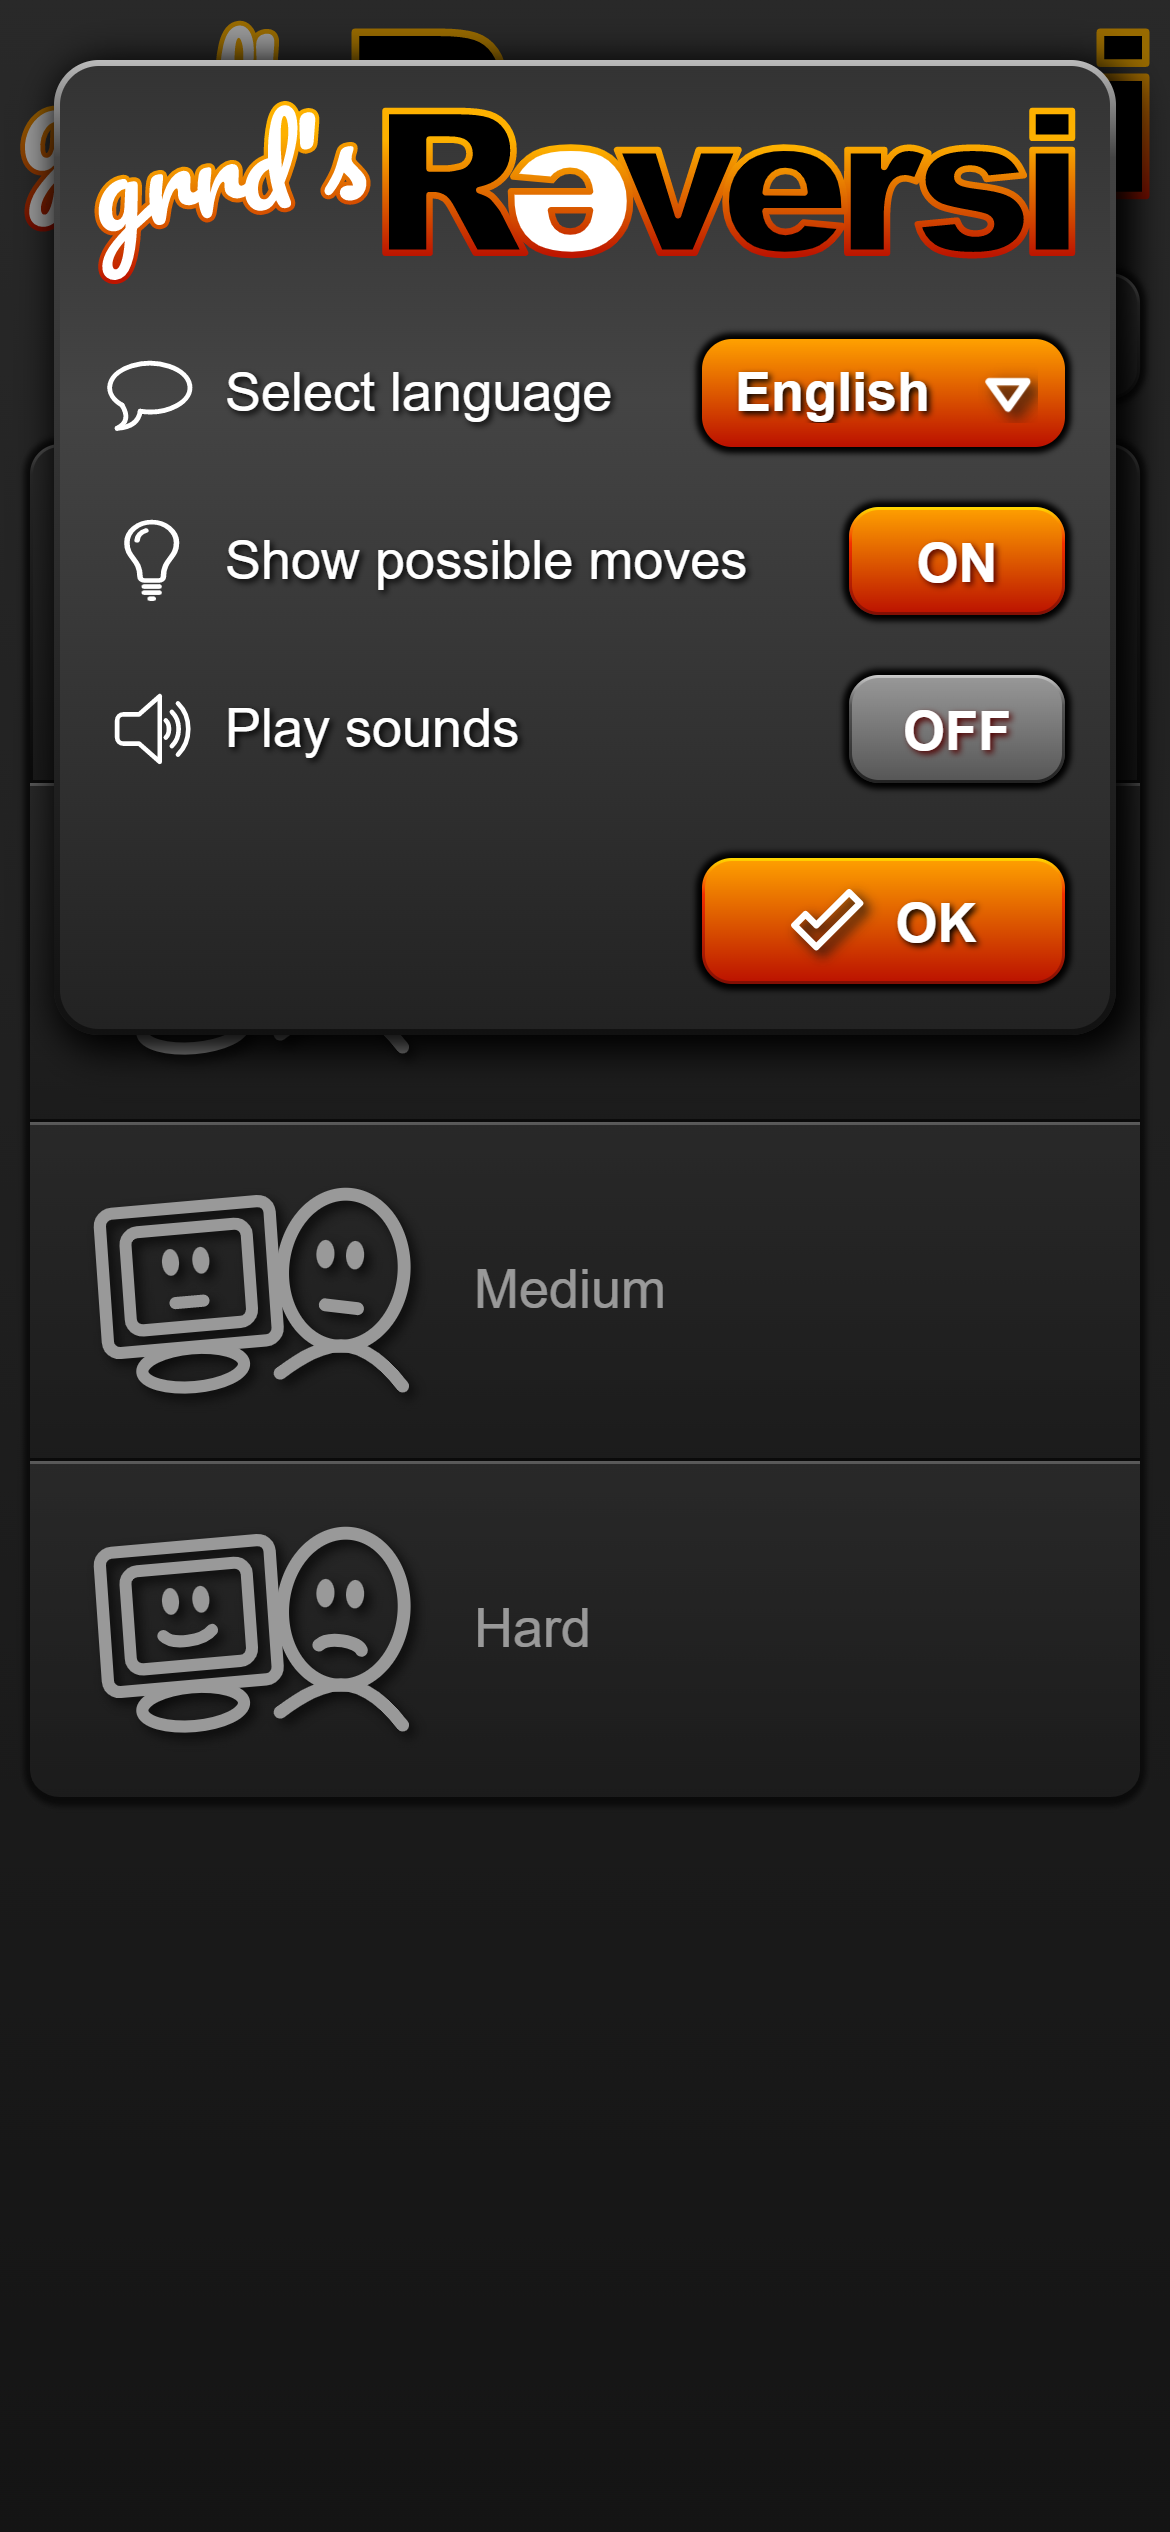 grrd's Rəversi
Select language
English
Show possible moves
ON
Play sounds
OFF
OK
Medium
Hard